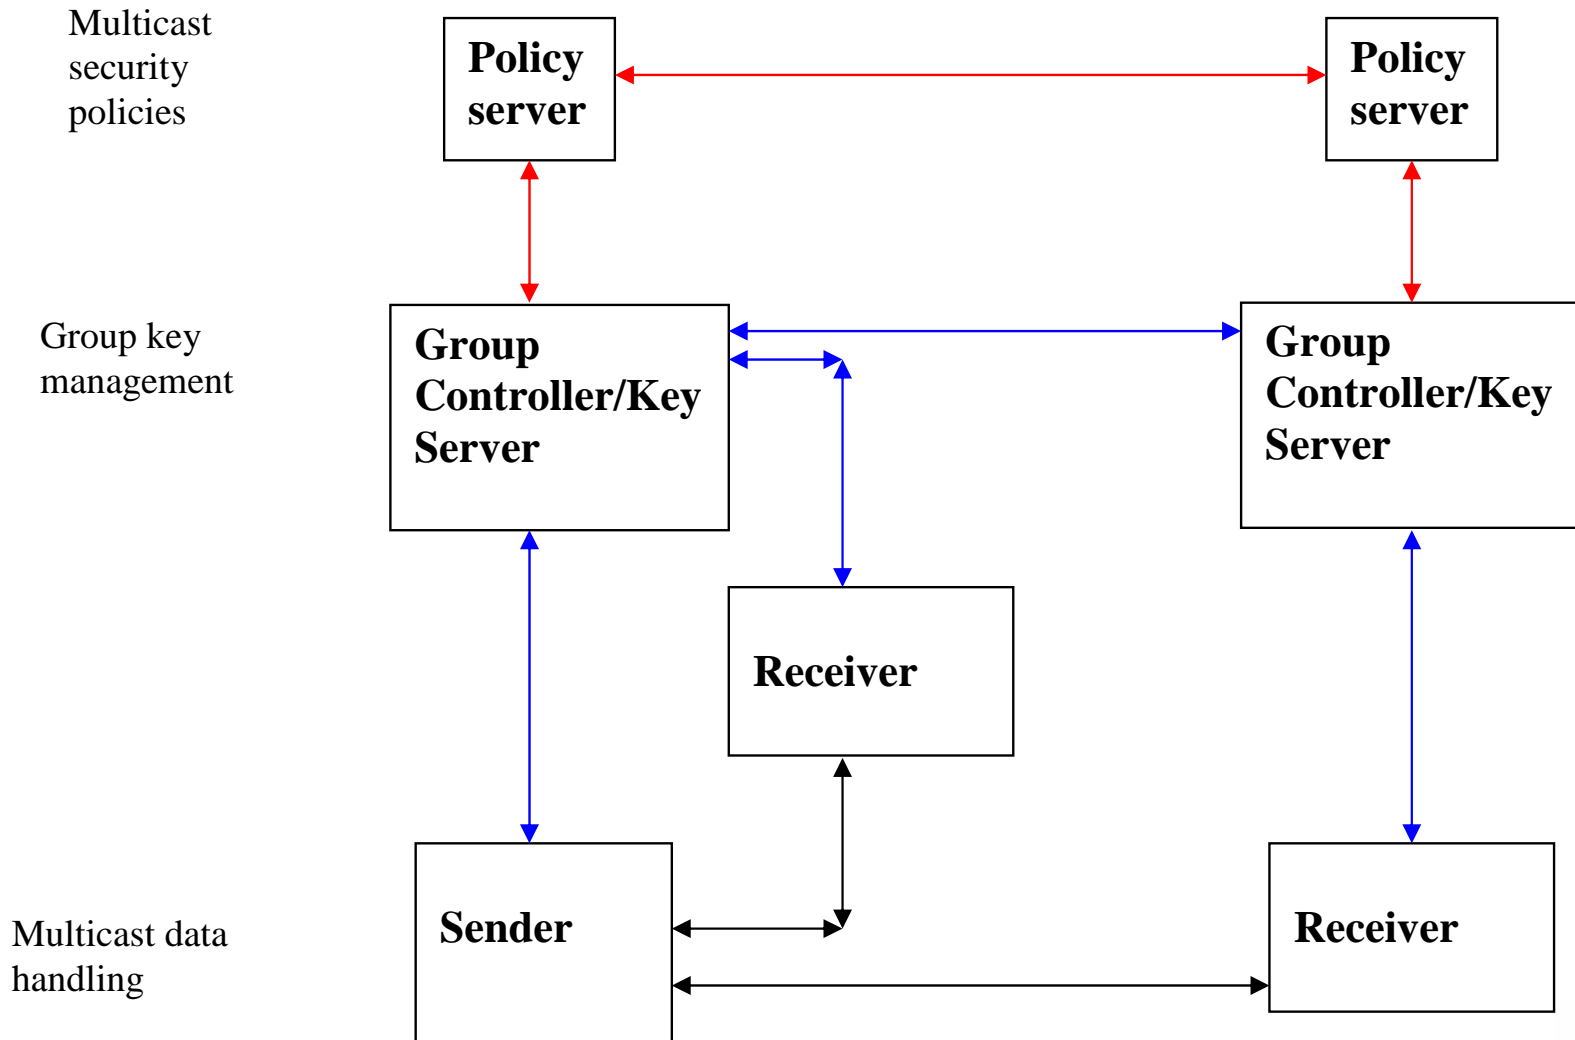 Multicast
security
policies
Policy
server
Policy
server
Group key
management
Group
Controller/Key
Server
Group
Controller/Key
Server
Receiver
Multicast data
handling
Sender
Receiver